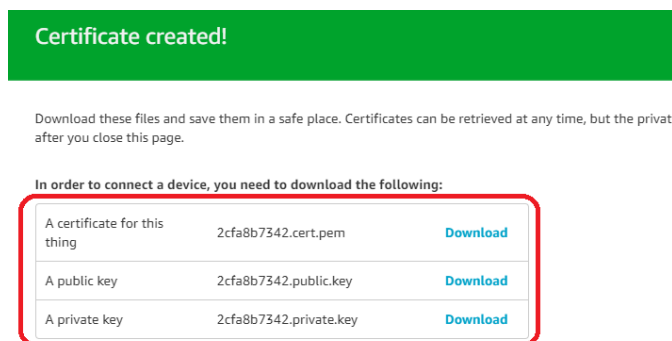 Certificate created!
Download these files and save them in a safe place. Certificates can be retrieved at any time, but the privat
after you close this page.
In order to connect a device, you need to download the following:
A certificate for this
thing
2cfa8b7342.cert.pem Download
A public key 2cfa8b7342.public.key Download
A private key 2cfa8b7342.private.key Download